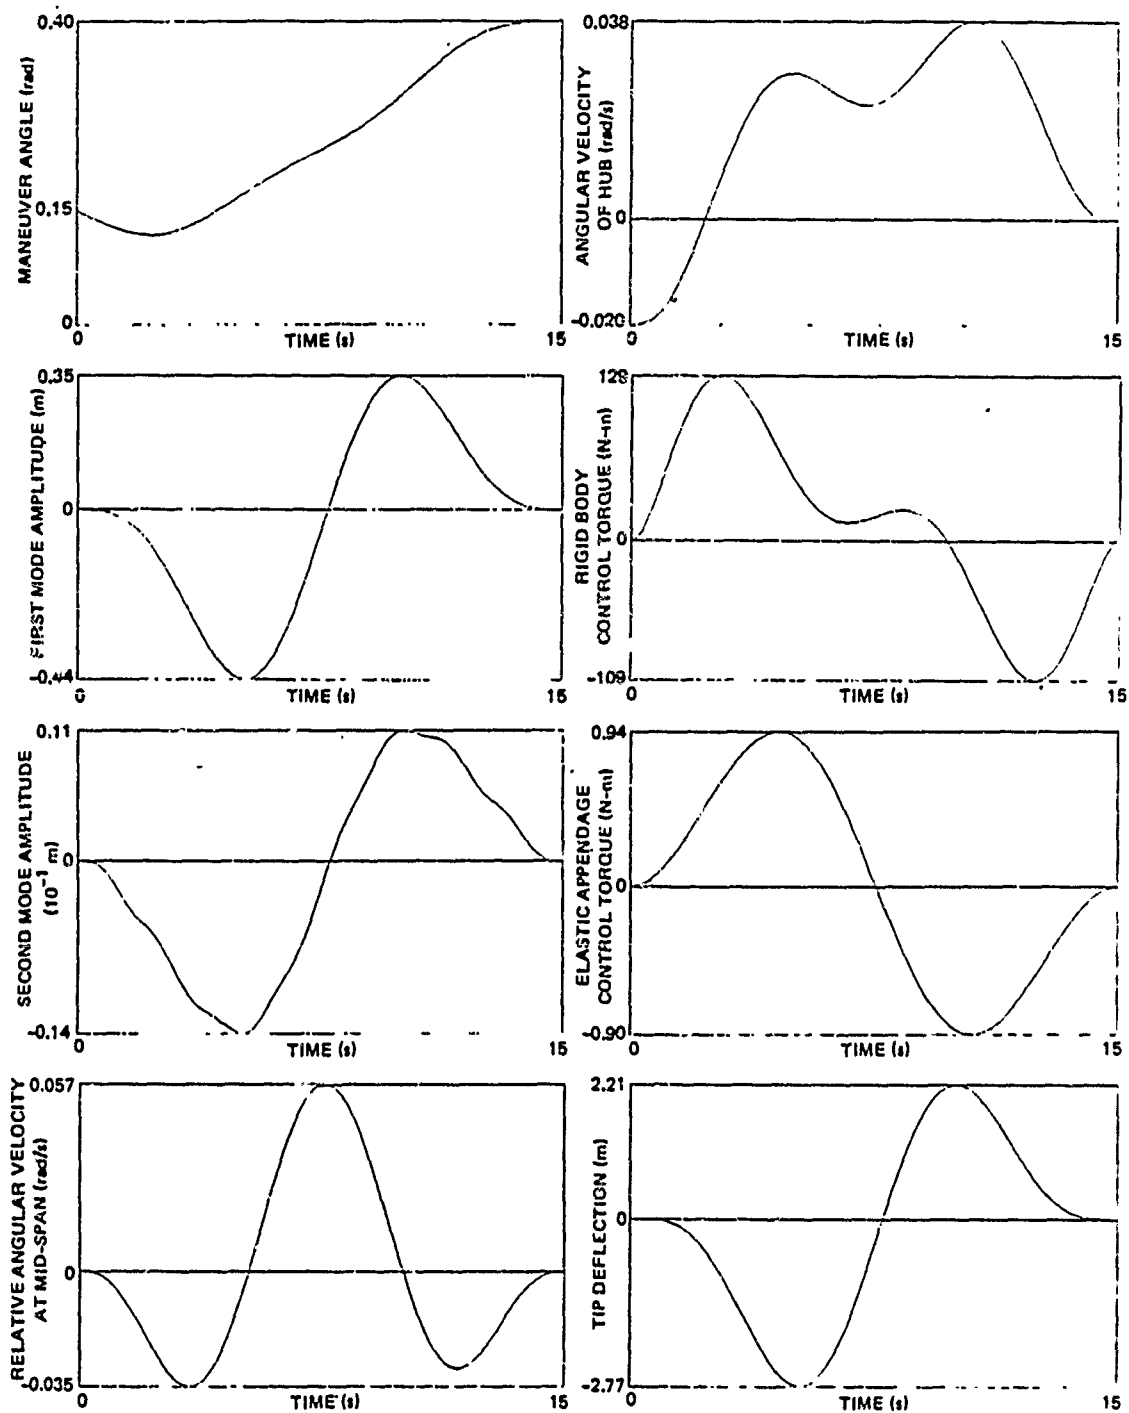 MANEUVER ANGLE (rad)
0.40
0.15
0
TIME (s)
15
ANGULAR VELOCITY
OF HUB (rad/s)
0.038
0
-0.020
0
TIME (s)
15
FIRST MODE AMPLITUDE (m)
0.35
0
-0.44
0
TIME (s)
15
RIGID BODY
CONTROL TORQUE (N-m)
128
0
-109
0
TIME (s)
15
SECOND MODE AMPLITUDE
(10⁻¹ m)
0.11
0
-0.14
0
TIME (s)
15
ELASTIC APPENDAGE
CONTROL TORQUE (N-m)
0.94
0
-0.90
0
TIME (s)
15
RELATIVE ANGULAR VELOCITY
AT MID-SPAN (rad/s)
0.057
0
-0.035
0
TIME (s)
15
TIP DEFLECTION (m)
2.21
0
-2.77
0
TIME (s)
15